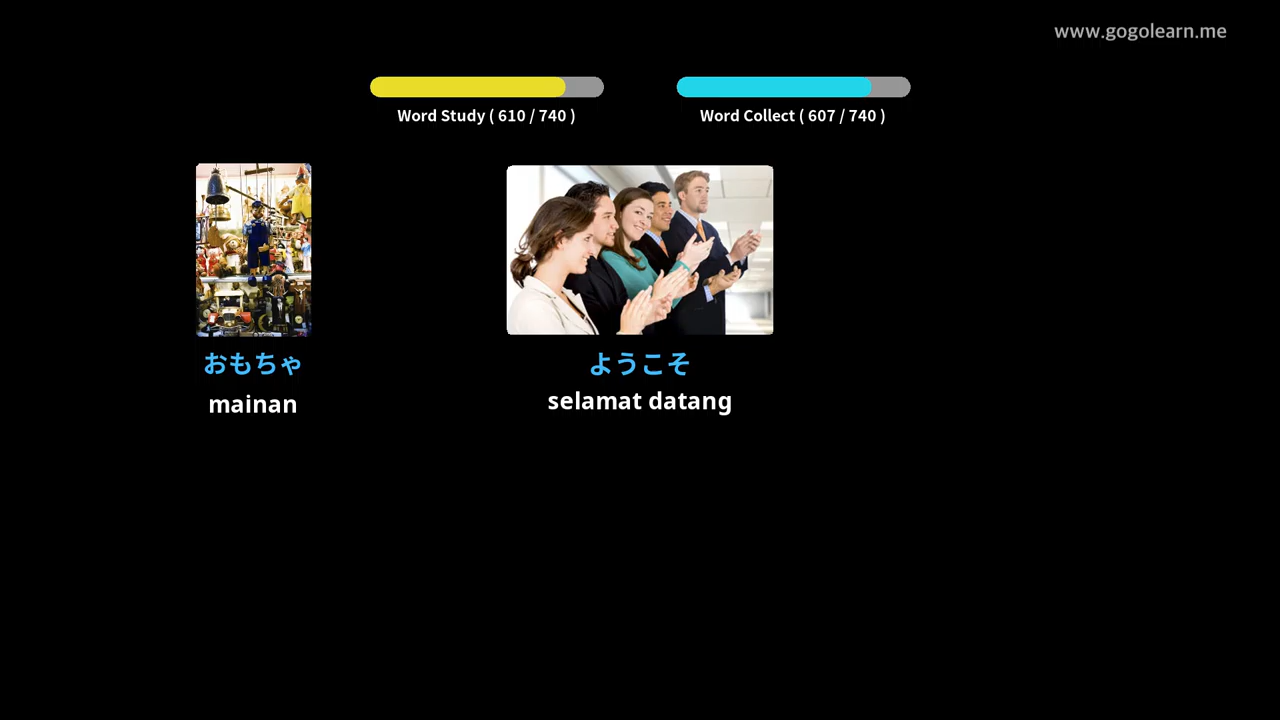 www.gogolearn.me
Word Study ( 610 / 740 )
Word Collect ( 607 / 740 )
おもちゃ
mainan
ようこそ
selamat datang